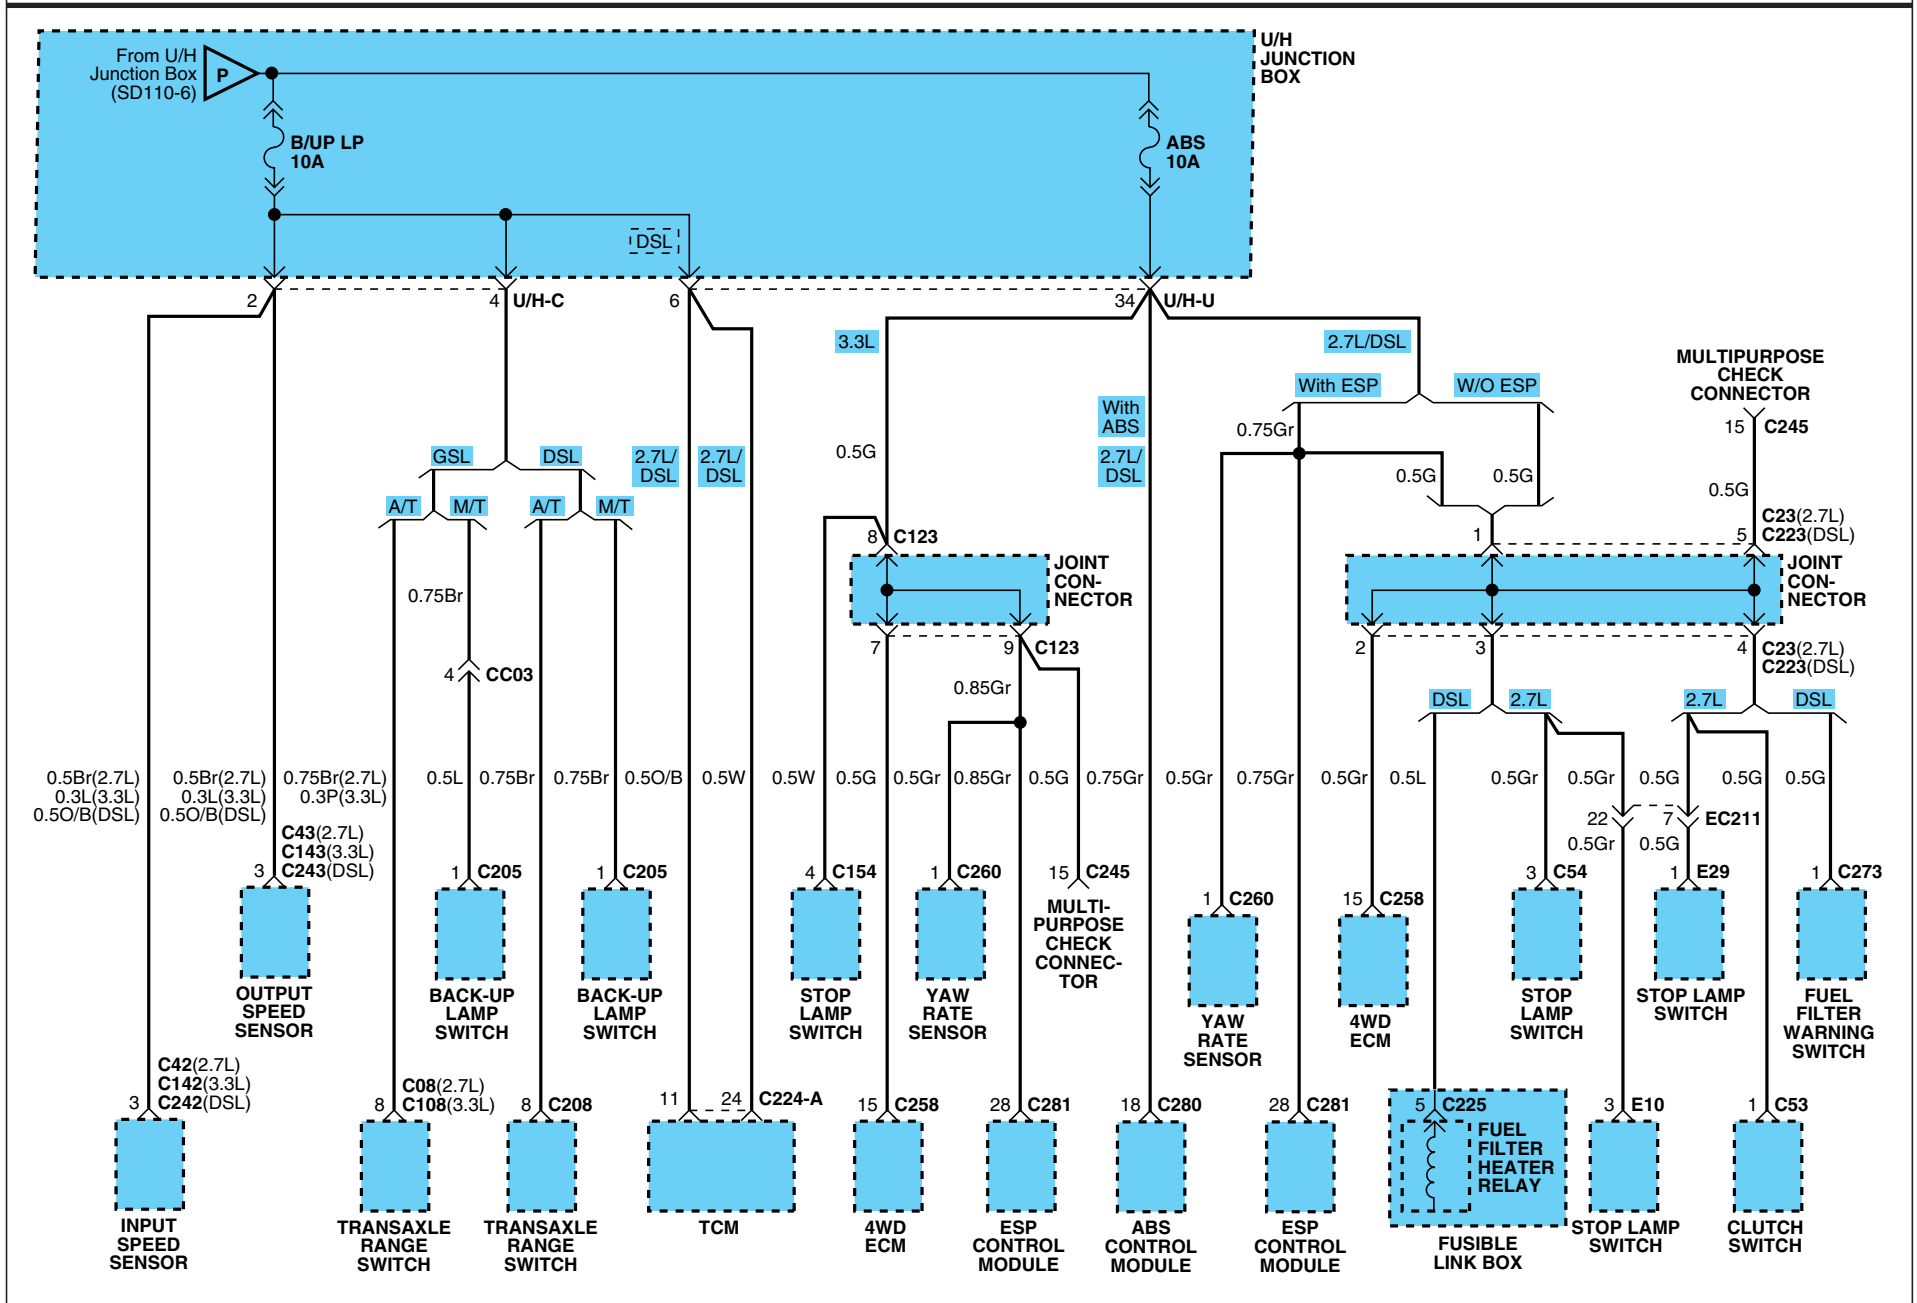 From U/H
Junction Box
(SD110-6)
P
B/UP LP
10A
ABS
10A
DSL
U/H
JUNCTION
BOX
2
4
U/H-C
6
34
U/H-U
3.3L
2.7L/DSL
With ESP
W/O ESP
With
ABS
2.7L/
DSL
MULTIPURPOSE
CHECK
CONNECTOR
15
C245
0.75Gr
0.5G
GSL
DSL
2.7L/
DSL
2.7L/
DSL
0.5G
0.5G
0.5G
A/T
M/T
A/T
M/T
C23(2.7L)
C223(DSL)
8
C123
1
5
JOINT
CON-
NECTOR
JOINT
CON-
NECTOR
0.75Br
7
9
C123
2
3
4
C23(2.7L)
C223(DSL)
4
CC03
0.85Gr
DSL
2.7L
2.7L
DSL
0.5Br(2.7L)
0.3L(3.3L)
0.5O/B(DSL)
0.5Br(2.7L)
0.3L(3.3L)
0.5O/B(DSL)
0.75Br(2.7L)
0.3P(3.3L)
0.5L
0.75Br
0.75Br
0.5O/B
0.5W
0.5W
0.5G
0.5Gr
0.85Gr
0.5G
0.75Gr
0.5Gr
0.75Gr
0.5Gr
0.5L
0.5Gr
0.5Gr
0.5G
0.5G
0.5G
22
7
EC211
0.5Gr
0.5G
C43(2.7L)
C143(3.3L)
3
C243(DSL)
1
C205
1
C205
4
C154
1
C260
15
C245
MULTI-
PURPOSE
CHECK
CONNEC-
TOR
1
C260
15
C258
3
C54
1
E29
1
C273
OUTPUT
SPEED
SENSOR
BACK-UP
LAMP
SWITCH
BACK-UP
LAMP
SWITCH
STOP
LAMP
SWITCH
YAW
RATE
SENSOR
YAW
RATE
SENSOR
4WD
ECM
STOP
LAMP
SWITCH
STOP LAMP
SWITCH
FUEL
FILTER
WARNING
SWITCH
C42(2.7L)
C142(3.3L)
3
C242(DSL)
C08(2.7L)
8
C108(3.3L)
8
C208
11
24
C224-A
15
C258
28
C281
18
C280
28
C281
5
C225
FUEL
FILTER
HEATER
RELAY
3
E10
1
C53
INPUT
SPEED
SENSOR
TRANSAXLE
RANGE
SWITCH
TRANSAXLE
RANGE
SWITCH
TCM
4WD
ECM
ESP
CONTROL
MODULE
ABS
CONTROL
MODULE
ESP
CONTROL
MODULE
FUSIBLE
LINK BOX
STOP LAMP
SWITCH
CLUTCH
SWITCH